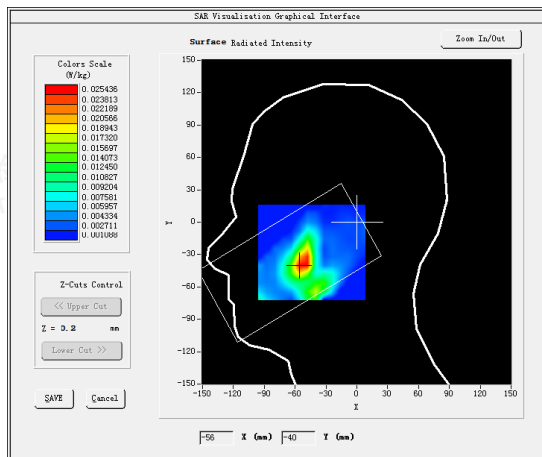 SAR Visualisation Graphical Interface
Surface Radiated Intensity
Zoom In/Out
Colors Scale
(W/kg)
0.025436
0.023813
0.022189
0.020566
0.018943
0.017320
0.015697
0.014073
0.012450
0.010827
0.009204
0.007581
0.005957
0.004334
0.002711
0.001088
Z-Cuts Control
<< Upper Cut
Z = 0.2 mm
Lower Cut >>
SAVE
Cancel
150
120
90
60
30
0
-30
-60
-90
-120
-150
Y
-150 -120 -90 -60 -30 0 30 60 90 120 150
X
-56 X (mm) -40 Y (mm)